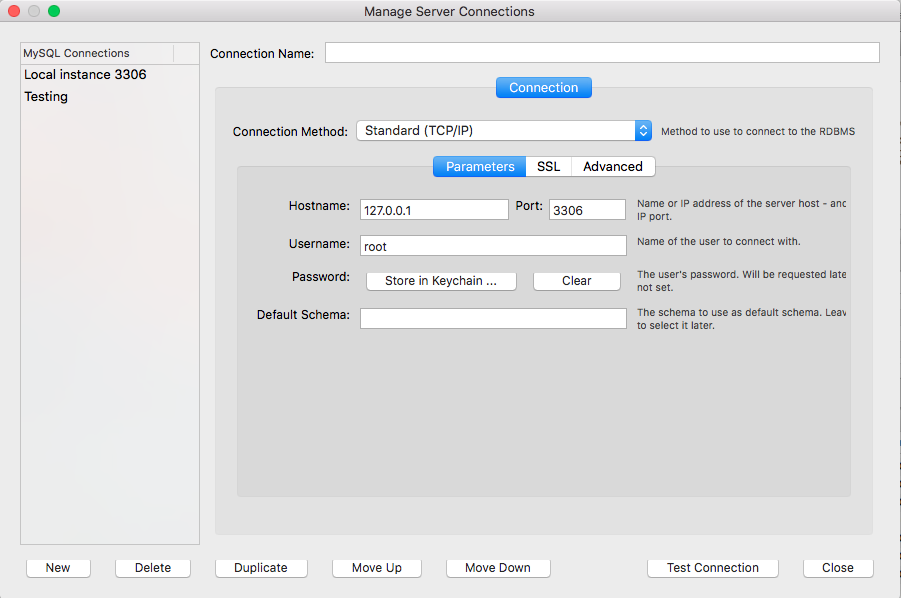 Manage Server Connections
MySQL Connections
Local instance 3306
Testing
Connection Name:
Connection
Connection Method: Standard (TCP/IP) Method to use to connect to the RDBMS
Parameters SSL Advanced
Hostname: 127.0.0.1 Port: 3306 Name or IP address of the server host - and
IP port.
Username: root Name of the user to connect with.
Password: Store in Keychain ... Clear The user's password. Will be requested late
not set.
Default Schema: The schema to use as default schema. Leav
to select it later.
New Delete Duplicate Move Up Move Down Test Connection Close